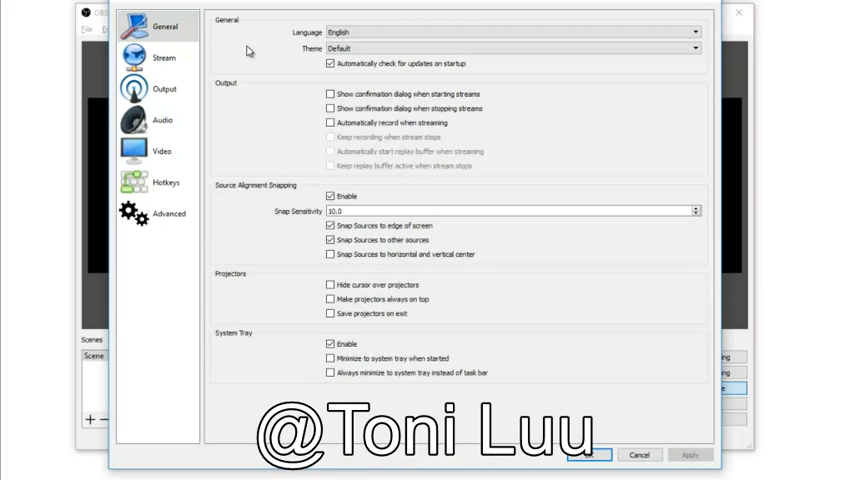 OBS
File
General
Stream
Output
Audio
Video
Hotkeys
Advanced
General
Language English
Theme Default
Automatically check for updates on startup
Output
Show confirmation dialog when starting streams
Show confirmation dialog when stopping streams
Automatically record when streaming
Keep recording when stream stops
Automatically start replay buffer when streaming
Keep replay buffer active when stream stops
Source Alignment Snapping
Enable
Snap Sensitivity 10.0
Snap Sources to edge of screen
Snap Sources to other sources
Snap Sources to horizontal and vertical center
Projectors
Hide cursor over projectors
Make projectors always on top
Save projectors on exit
System Tray
Enable
Minimize to system tray when started
Always minimize to system tray instead of task bar
Scenes
Scene
@Toni Luu
Cancel Apply